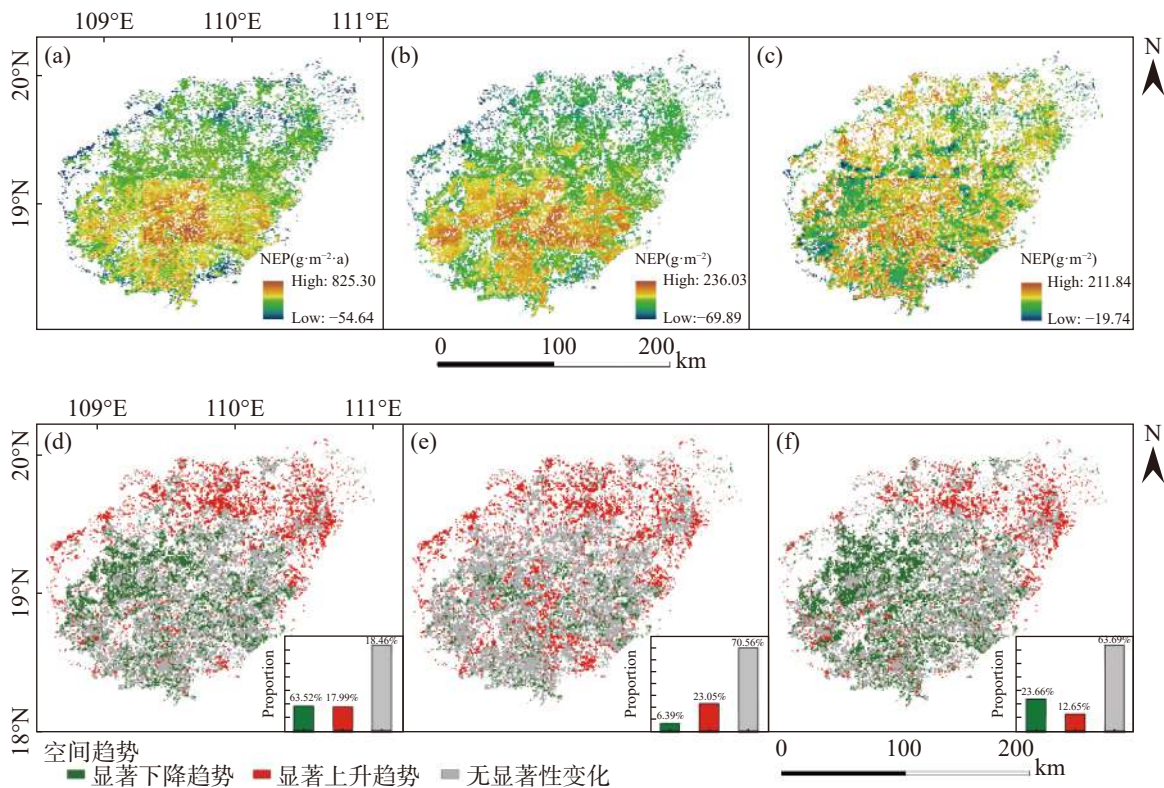 109°E 110°E 111°E
N
(a) (b) (c)
20°N
19°N
NEP(g·m⁻²·a)
High: 825.30
Low: −54.64
NEP(g·m⁻²)
High: 236.03
Low:−69.89
NEP(g·m⁻²)
High: 211.84
Low: −19.74
0 100 200
km
109°E 110°E 111°E
N
(d) (e) (f)
20°N
19°N
18°N
Proportion
63.52%
17.99%
18.46%
Proportion
6.39%
23.05%
70.56%
Proportion
23.66%
12.65%
63.69%
空间趋势
显著下降趋势 显著上升趋势 无显著性变化
0 100 200
km